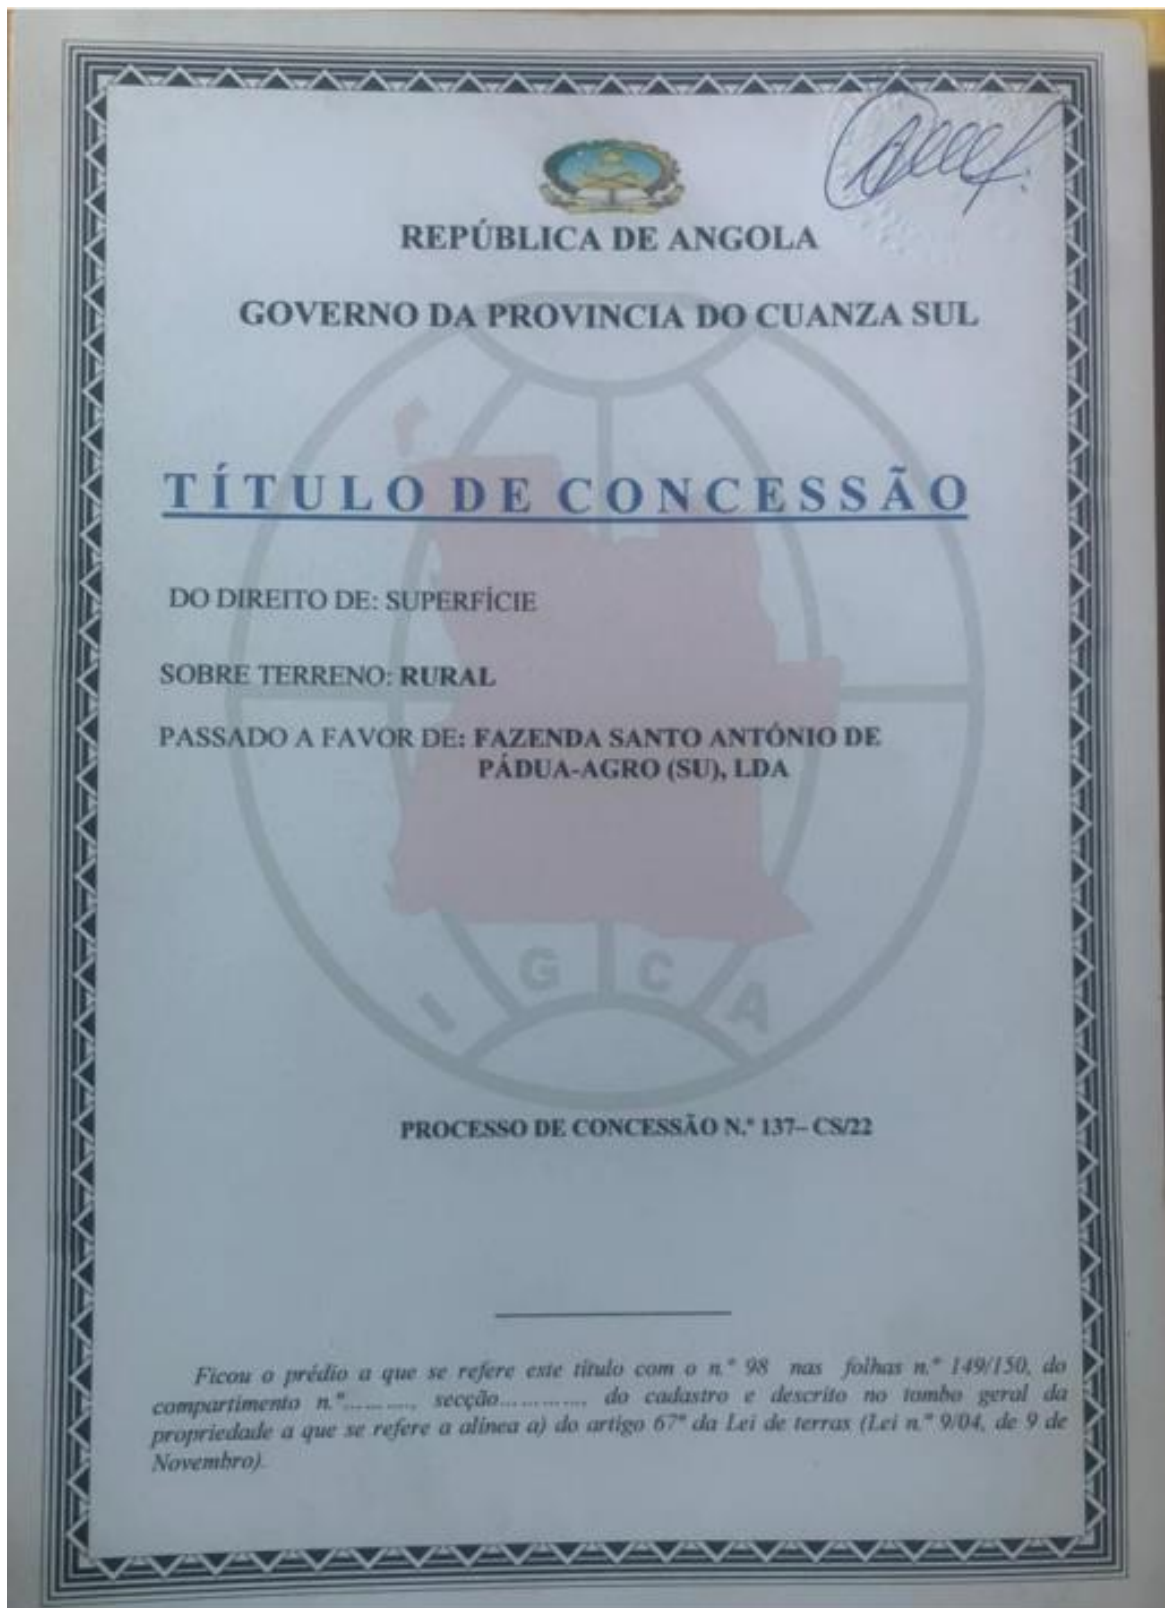 REPÚBLICA DE ANGOLA
GOVERNO DA PROVINCIA DO CUANZA SUL
TÍTULO DE CONCESSÃO
DO DIREITO DE: SUPERFÍCIE
SOBRE TERRENO: RURAL
PASSADO A FAVOR DE: FAZENDA SANTO ANTÓNIO DE
PÁDUA-AGRO (SU), LDA
I G C A
PROCESSO DE CONCESSÃO N.º 137– CS/22
Ficou o prédio a que se refere este título com o n.º 98 nas folhas n.º 149/150, do
compartimento n.º.........., secção............, do cadastro e descrito no tombo geral da
propriedade a que se refere a alínea a) do artigo 67º da Lei de terras (Lei n.º 9/04, de 9 de
Novembro).